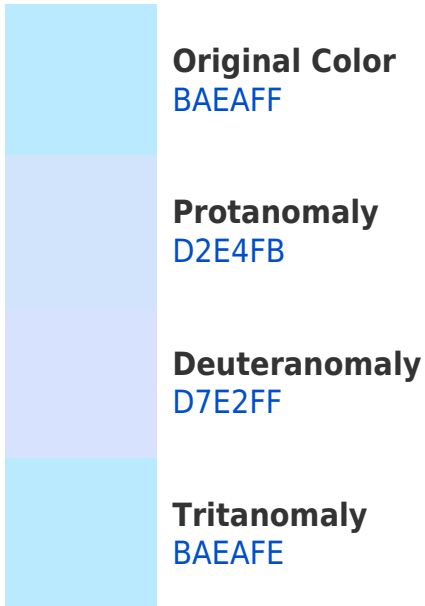 Original Color
BAEAFF
Protanomaly
D2E4FB
Deuteranomaly
D7E2FF
Tritanomaly
BAEAFE